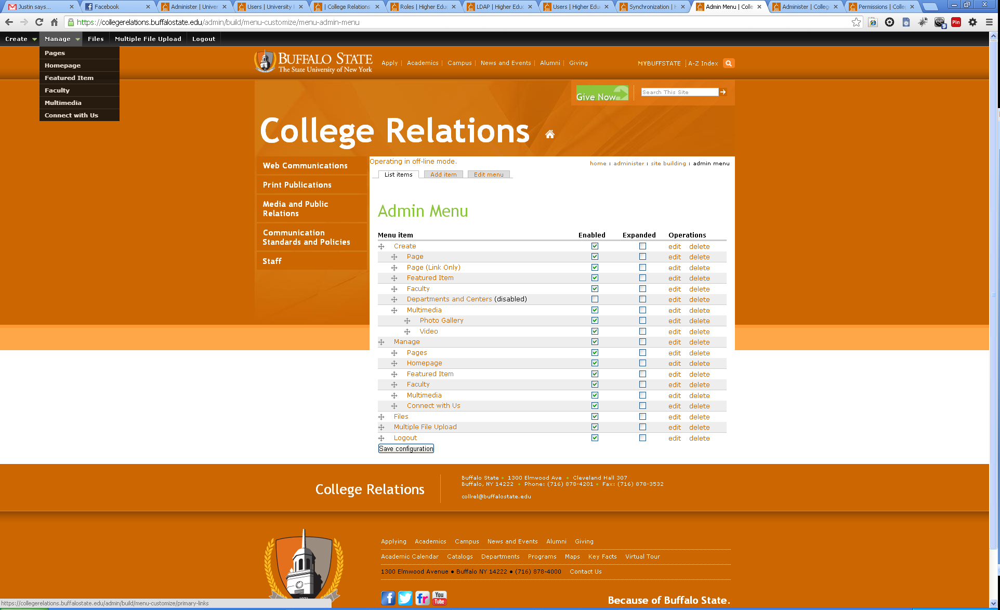 Justin says...
Facebook
Administer | Univer
Users | University
| College Relations
Roles | Higher Edu
LDAP | Higher Edu
Users | Higher Edu
Synchronization | H
Admin Menu | Colle
Administer | Colleg
Permissions | Colle
https://collegerelations.buffalostate.edu/admin/build/menu-customize/menu-admin-menu
Pin
Create Manage Files Multiple File Upload Logout
Pages
Homepage
Featured Item
Faculty
Multimedia
Connect with Us
BUFFALO STATE
The State University of New York
Apply | Academics | Campus | News and Events | Alumni | Giving
MYBUFFSTATE A-Z Index
Give Now
Search This Site
College Relations
Web Communications
Print Publications
Media and Public
Relations
Communication
Standards and Policies
Staff
Operating in off-line mode.
home : administer : site building : admin menu
List items Add item Edit menu
Admin Menu
Menu item Enabled Expanded Operations
Create edit delete
Page edit delete
Page (Link Only) edit delete
Featured Item edit delete
Faculty edit delete
Departments and Centers (disabled) edit delete
Multimedia edit delete
Photo Gallery edit delete
Video edit delete
Manage edit delete
Pages edit delete
Homepage edit delete
Featured Item edit delete
Faculty edit delete
Multimedia edit delete
Connect with Us edit delete
Files edit delete
Multiple File Upload edit delete
Logout edit delete
Save configuration
College Relations
Buffalo State • 1300 Elmwood Ave • Cleveland Hall 307
Buffalo, NY 14222 • Phone: (716) 878-4201 • Fax: (716) 878-3532
collrel@buffalostate.edu
Applying Academics Campus News and Events Alumni Giving
Academic Calendar Catalogs Departments Programs Maps Key Facts Virtual Tour
1300 Elmwood Avenue • Buffalo NY 14222 • (716) 878-4000 Contact Us
1871
f
fr
You
Tube
Because of Buffalo State.
https://collegerelations.buffalostate.edu/admin/build/menu-customize/primary-links